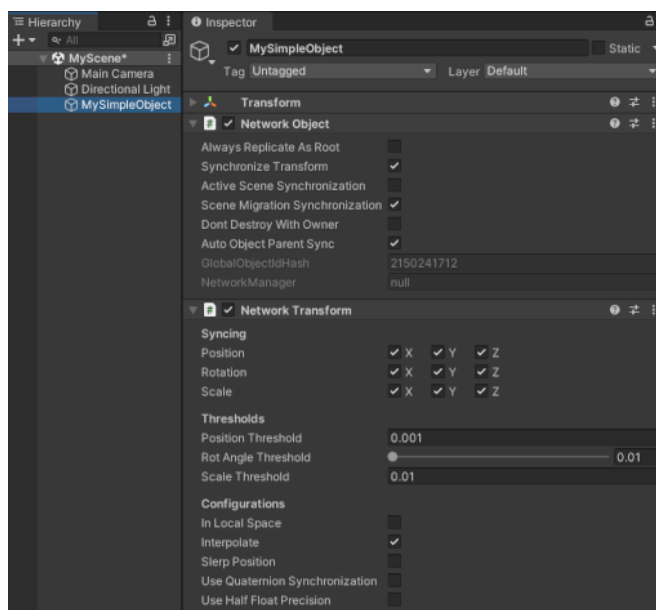 Hierarchy
All
MyScene*
Main Camera
Directional Light
MySimpleObject
Inspector
MySimpleObject Static
Tag Untagged Layer Default
Transform
Network Object
Always Replicate As Root
Synchronize Transform
Active Scene Synchronization
Scene Migration Synchronization
Dont Destroy With Owner
Auto Object Parent Sync
GlobalObjectIdHash 2150241712
NetworkManager null
Network Transform
Syncing
Position X Y Z
Rotation X Y Z
Scale X Y Z
Thresholds
Position Threshold 0.001
Rot Angle Threshold 0.01
Scale Threshold 0.01
Configurations
In Local Space
Interpolate
Slerp Position
Use Quaternion Synchronization
Use Half Float Precision